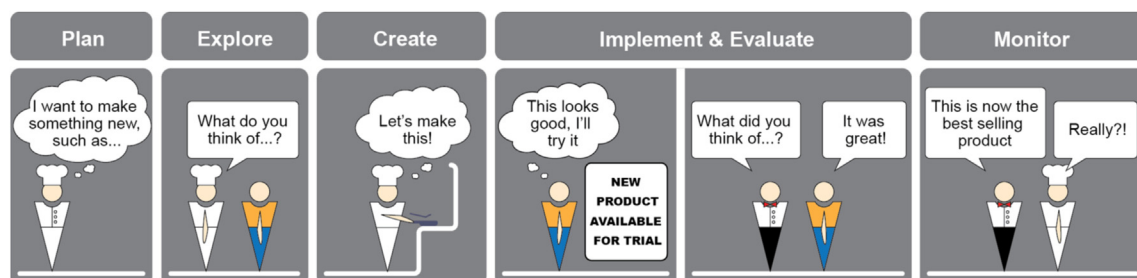 Plan
Explore
Create
Implement & Evaluate
Monitor
I want to make
something new,
such as...
What do you
think of...?
Let's make
this!
This looks
good, I'll
try it
NEW
PRODUCT
AVAILABLE
FOR TRIAL
What did you
think of...?
It was
great!
This is now the
best selling
product
Really?!